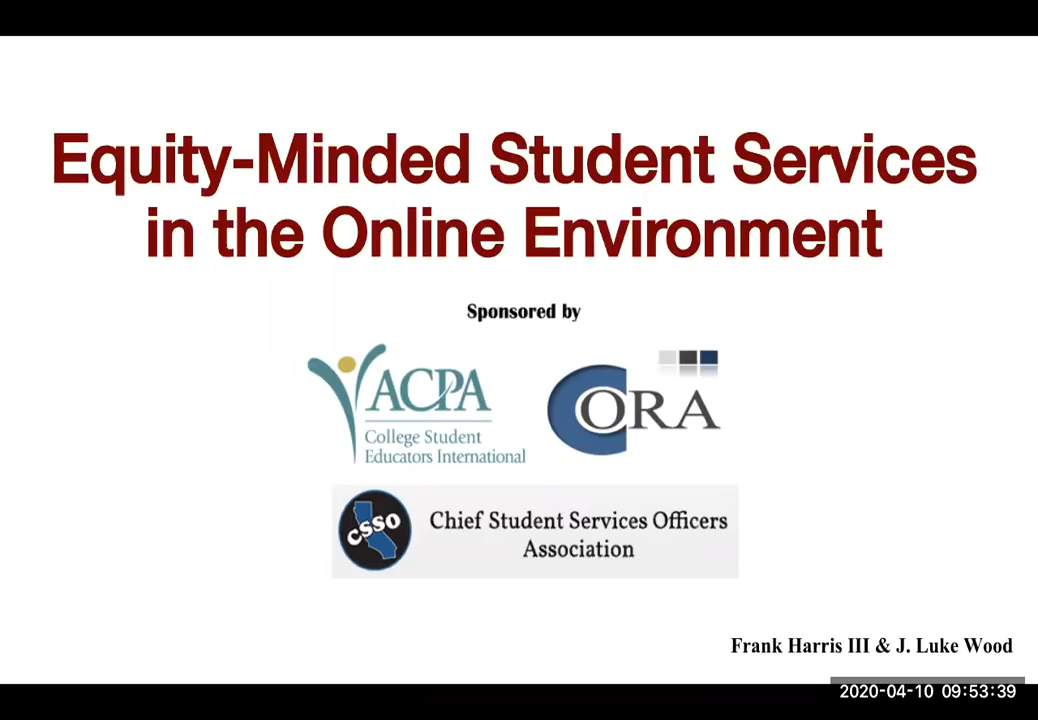 Equity-Minded Student Services
in the Online Environment
Sponsored by
ACPA
College Student
Educators International
CORA
CSSO
Chief Student Services Officers
Association
Frank Harris III & J. Luke Wood
2020-04-10 09:53:39